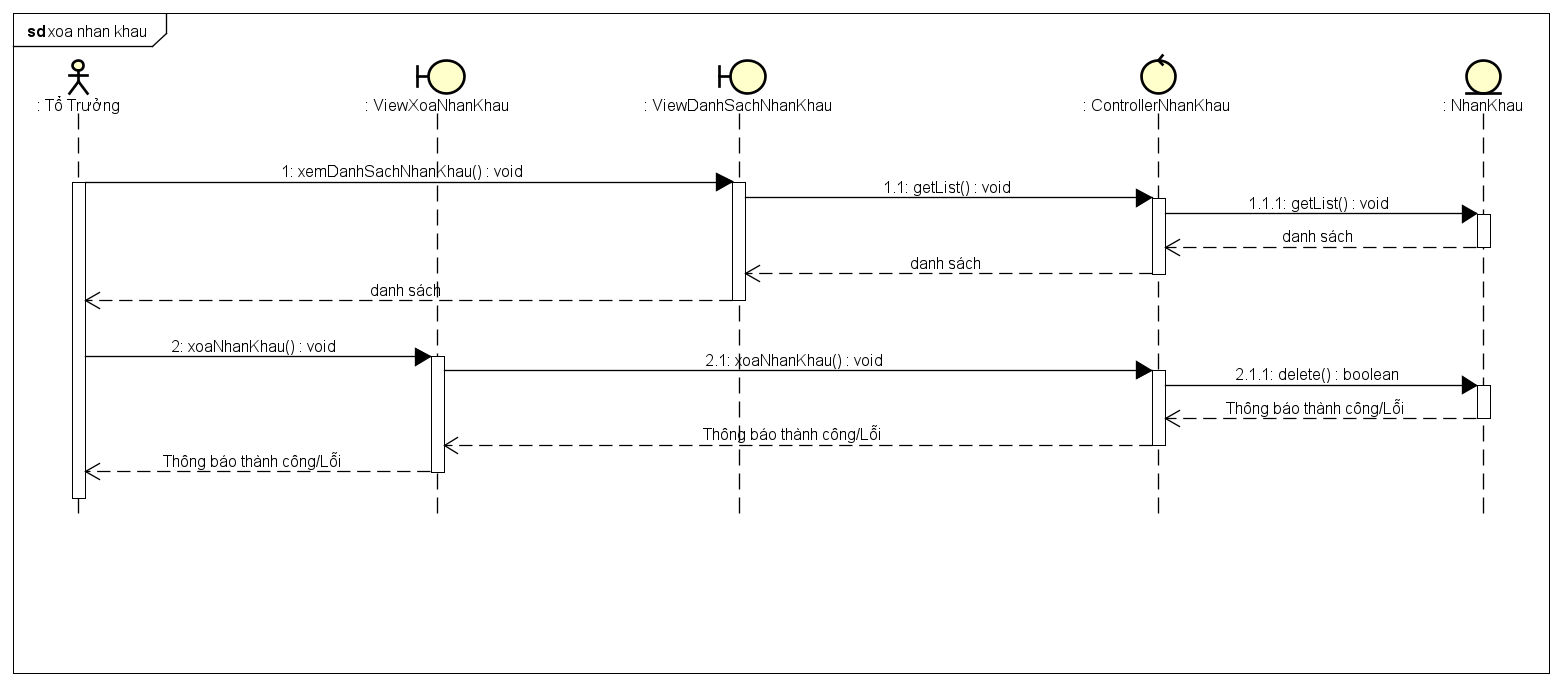 sd xoa nhan khau
: Tổ Trưởng
: ViewXoaNhanKhau
: ViewDanhSachNhanKhau
: ControllerNhanKhau
: NhanKhau
1: xemDanhSachNhanKhau() : void
1.1: getList() : void
1.1.1: getList() : void
danh sách
danh sách
danh sách
2: xoaNhanKhau() : void
2.1: xoaNhanKhau() : void
2.1.1: delete() : boolean
Thông báo thành công/Lỗi
Thông báo thành công/Lỗi
Thông báo thành công/Lỗi